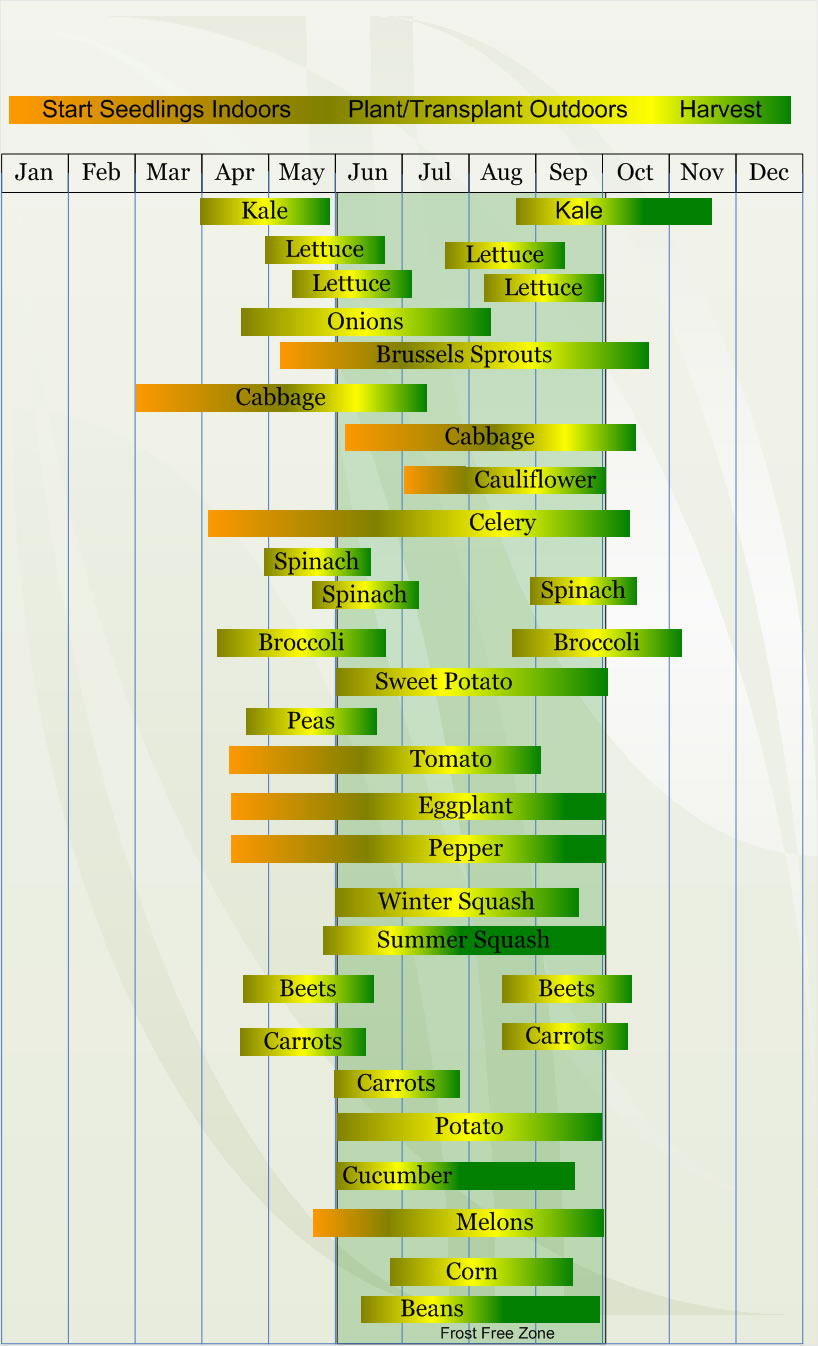 Start Seedlings Indoors Plant/Transplant Outdoors Harvest
Jan Feb Mar Apr May Jun Jul Aug Sep Oct Nov Dec
Kale Kale
Lettuce Lettuce
Lettuce Lettuce
Onions
Brussels Sprouts
Cabbage
Cabbage
Cauliflower
Celery
Spinach
Spinach Spinach
Broccoli Broccoli
Sweet Potato
Peas
Tomato
Eggplant
Pepper
Winter Squash
Summer Squash
Beets Beets
Carrots Carrots
Carrots
Potato
Cucumber
Melons
Corn
Beans
Frost Free Zone